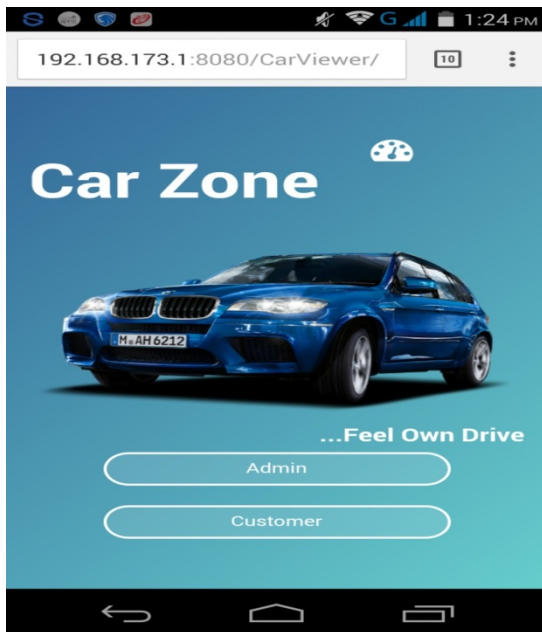 G 1:24 PM
192.168.173.1:8080/CarViewer/ 10
Car Zone
M AH 6212
...Feel Own Drive
Admin
Customer